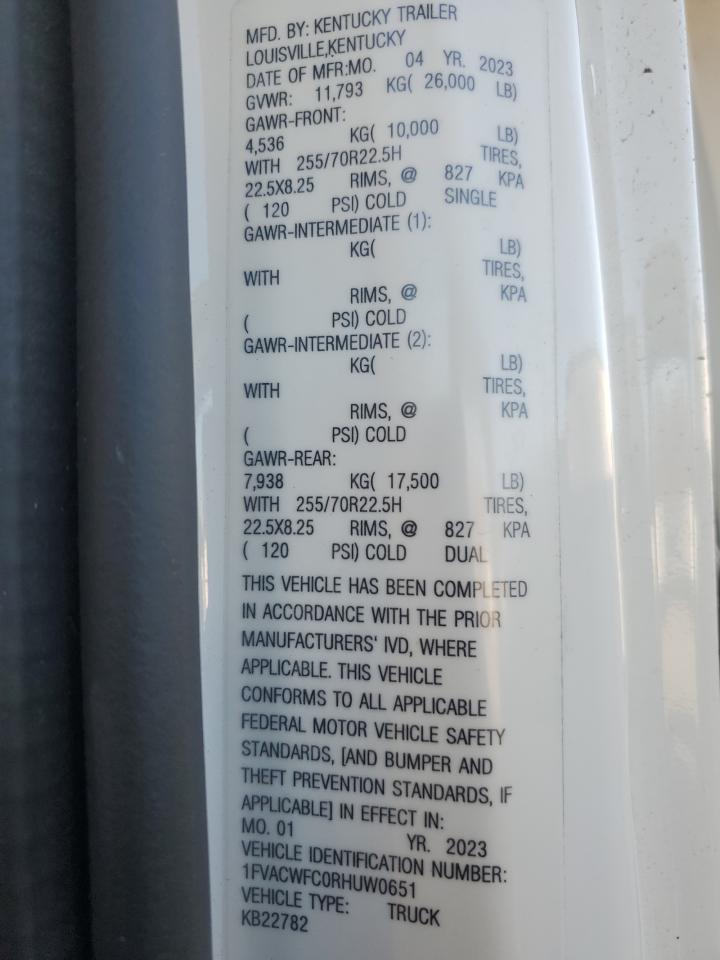 MFD. BY: KENTUCKY TRAILER
LOUISVILLE,KENTUCKY
DATE OF MFR:MO. 04 YR. 2023
GVWR: 11,793 KG( 26,000 LB)
GAWR-FRONT:
4,536 KG( 10,000 LB)
WITH 255/70R22.5H TIRES,
22.5X8.25 RIMS, @ 827 KPA
( 120 PSI) COLD SINGLE
GAWR-INTERMEDIATE (1):
KG( LB)
WITH TIRES,
RIMS, @ KPA
( PSI) COLD
GAWR-INTERMEDIATE (2):
KG( LB)
WITH TIRES,
RIMS, @ KPA
( PSI) COLD
GAWR-REAR:
7,938 KG( 17,500 LB)
WITH 255/70R22.5H TIRES,
22.5X8.25 RIMS, @ 827 KPA
( 120 PSI) COLD DUAL
THIS VEHICLE HAS BEEN COMPLETED
IN ACCORDANCE WITH THE PRIOR
MANUFACTURERS' IVD, WHERE
APPLICABLE. THIS VEHICLE
CONFORMS TO ALL APPLICABLE
FEDERAL MOTOR VEHICLE SAFETY
STANDARDS, [AND BUMPER AND
THEFT PREVENTION STANDARDS, IF
APPLICABLE] IN EFFECT IN:
MO. 01 YR. 2023
VEHICLE IDENTIFICATION NUMBER:
1FVACWFC0RHUW0651
VEHICLE TYPE: TRUCK
KB22782